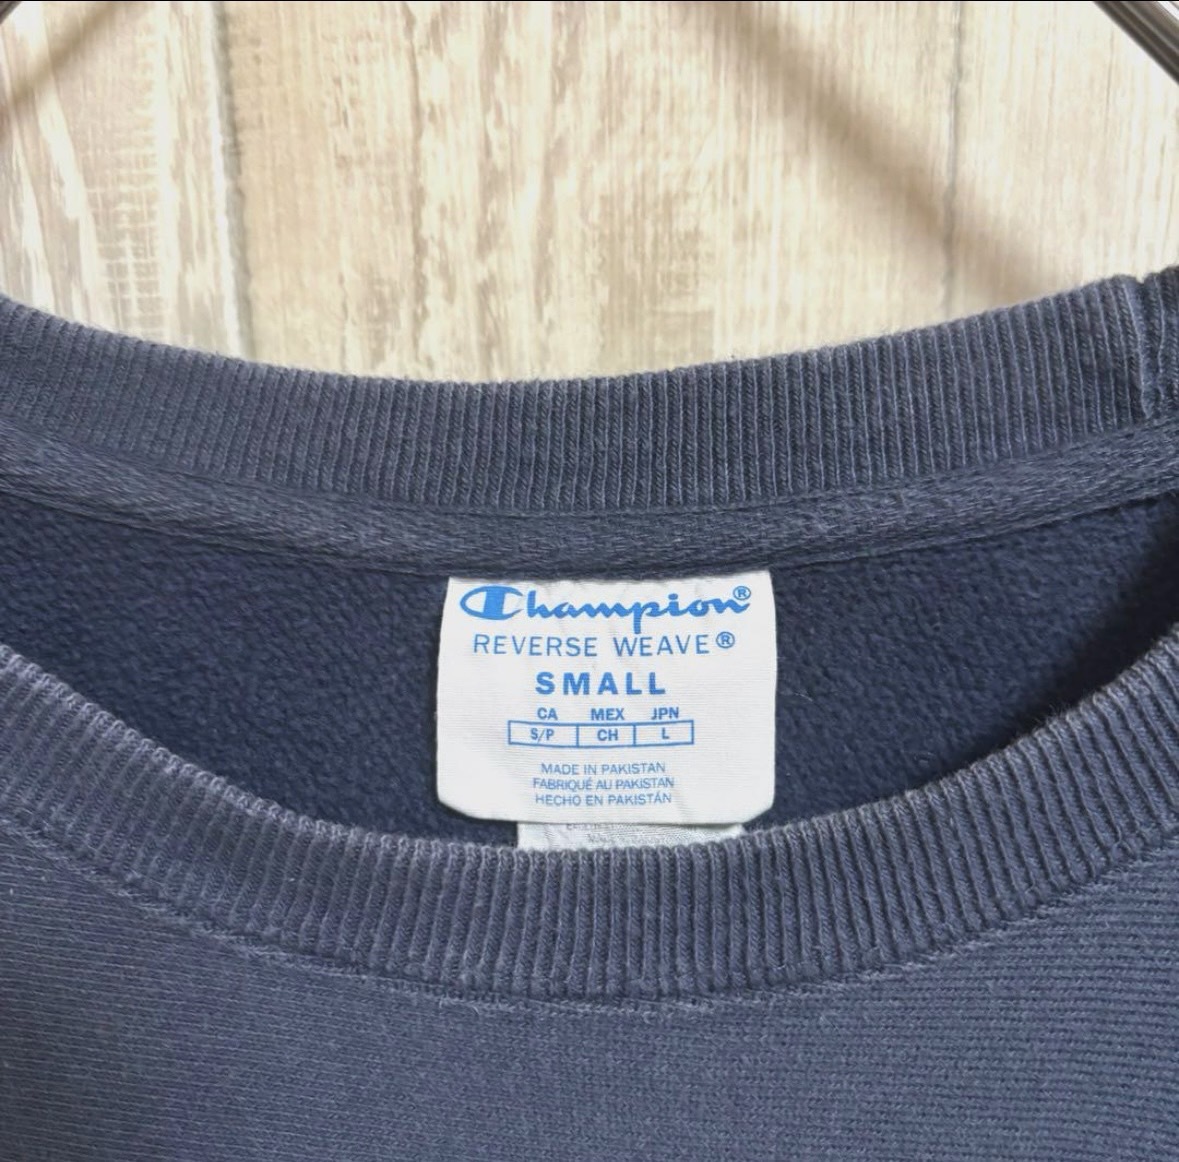 Champion®
REVERSE WEAVE®
SMALL
CA MEX JPN
S/P CH L
MADE IN PAKISTAN
FABRIQUÉ AU PAKISTAN
HECHO EN PAKISTÁN